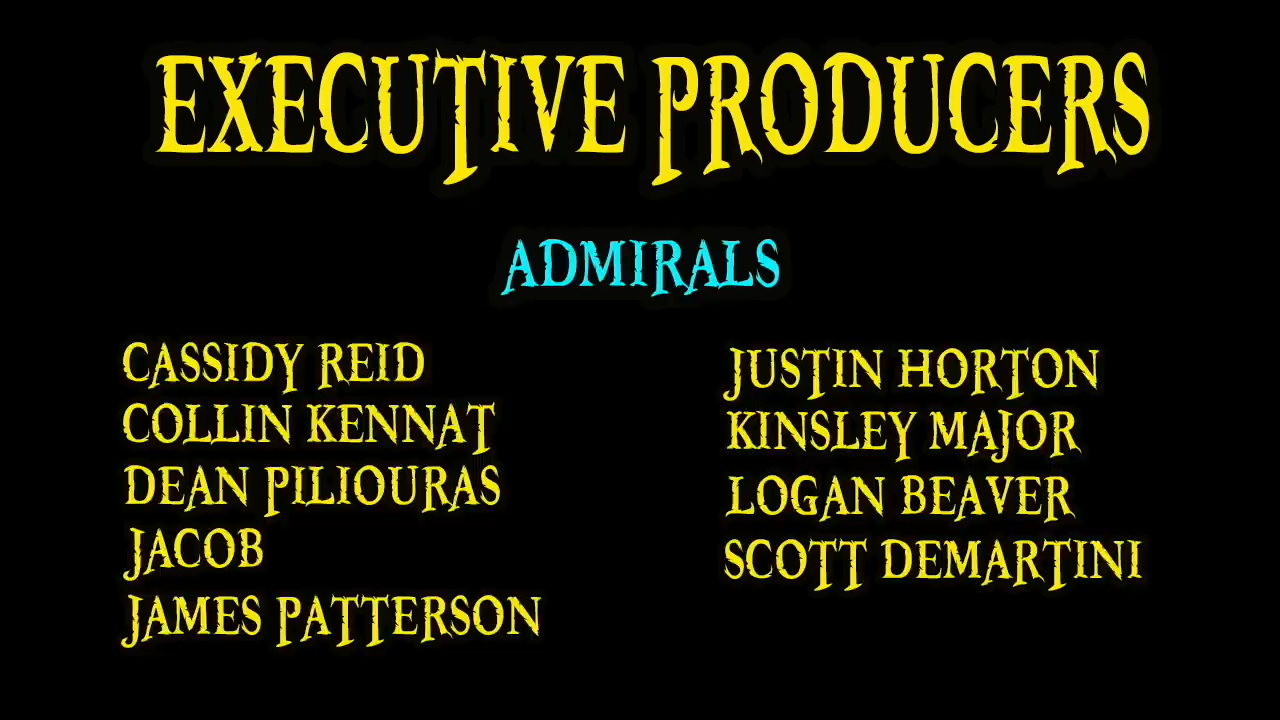 EXECUTIVE PRODUCERS
ADMIRALS
CASSIDY REID
COLLIN KENNAT
DEAN PILIOURAS
JACOB
JAMES PATTERSON
JUSTIN HORTON
KINSLEY MAJOR
LOGAN BEAVER
SCOTT DEMARTINI